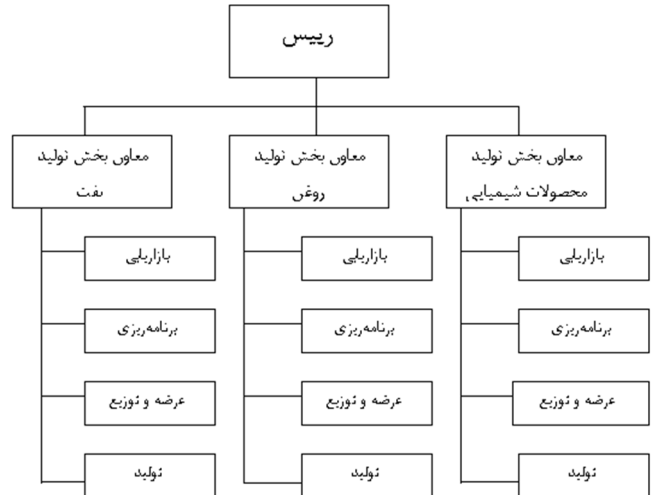 رییس
معاون بخش تولید
محصولات شیمیایی
بازاریابی
برنامه‌ریزی
عرضه و توزیع
تولید
معاون بخش تولید
روغن
بازاریابی
برنامه‌ریزی
عرضه و توزیع
تولید
معاون بخش تولید
نفت
بازاریابی
برنامه‌ریزی
عرضه و توزیع
تولید